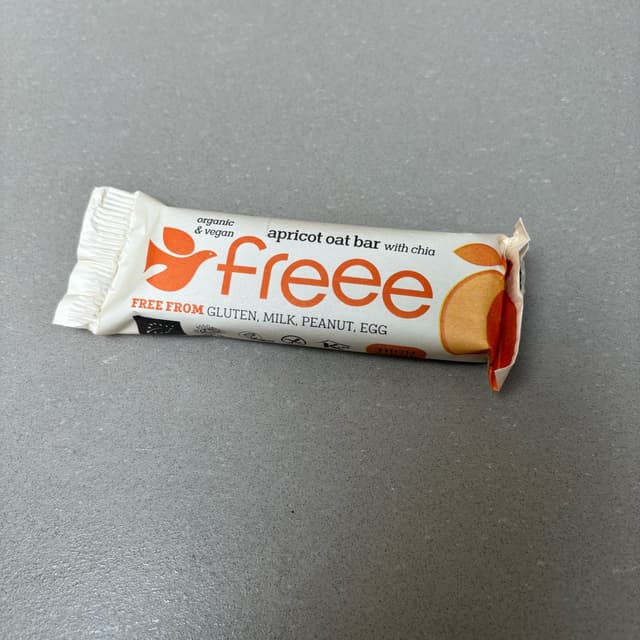 organic
& vegan
apricot oat bar with chia
freee
FREE FROM GLUTEN, MILK, PEANUT, EGG